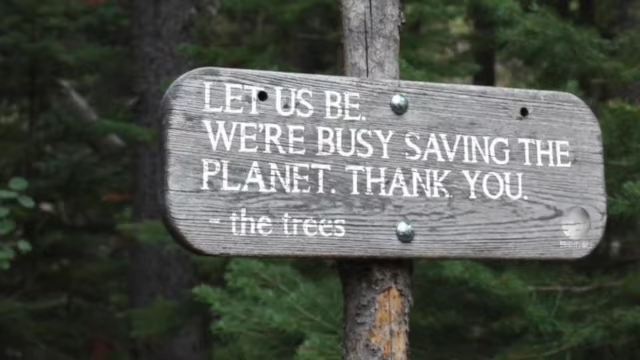 LET US BE.
WE'RE BUSY SAVING THE
PLANET. THANK YOU.
- the trees